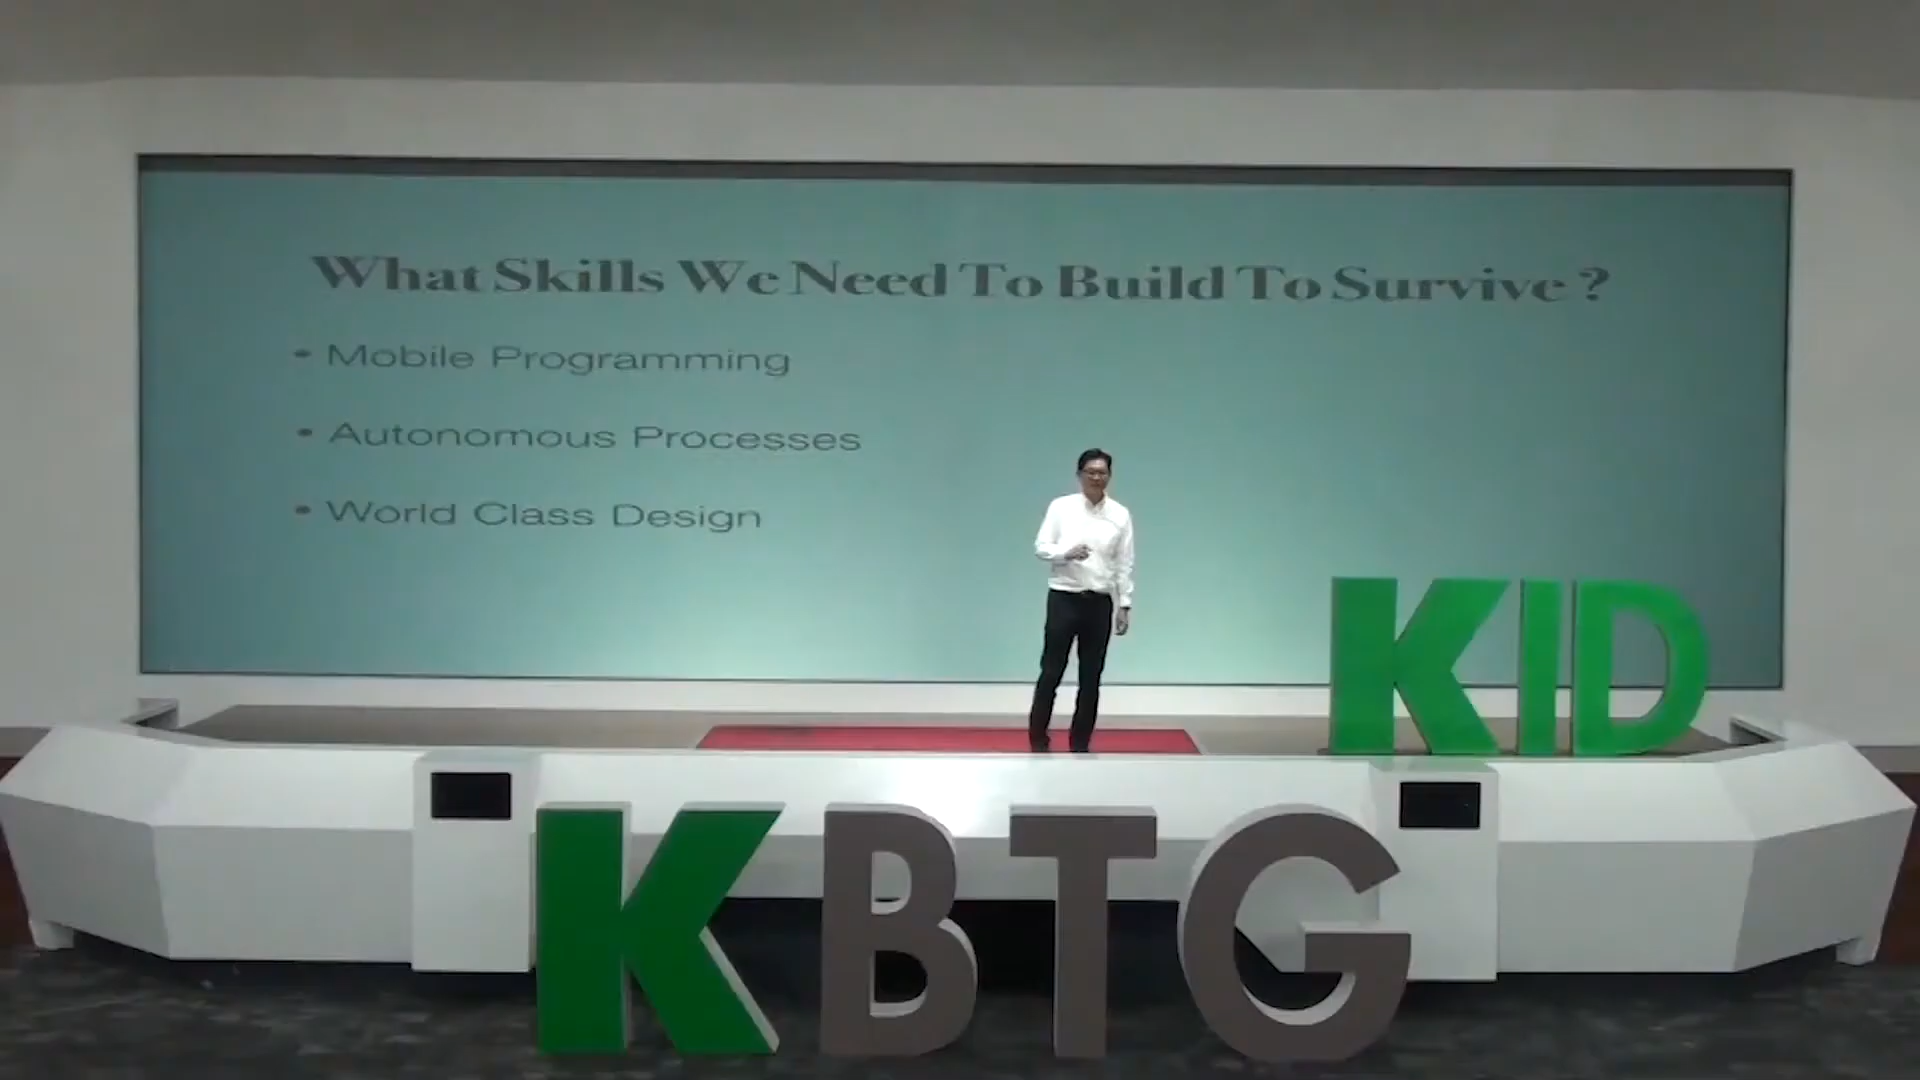 What Skills We Need To Build To Survive ?
• Mobile Programming
• Autonomous Processes
• World Class Design
KID
KBTG